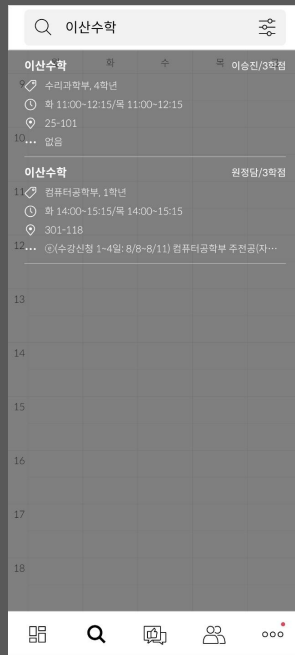 이산수학
화 수 목
이산수학 이승진/3학점
9 수리과학부, 4학년
화 11:00~12:15/목 11:00~12:15
25-101
10 없음
이산수학 원정담/3학점
11 컴퓨터공학부, 1학년
화 14:00~15:15/목 14:00~15:15
301-118
12 ⓔ(수강신청 1~4일: 8/8~8/11) 컴퓨터공학부 주전공(자…
13
14
15
16
17
18